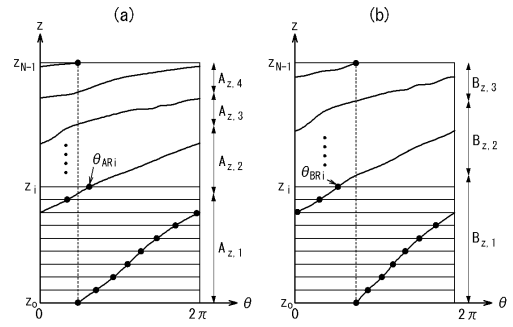 (a)
z
z_{N-1}
A_{z,4}
A_{z,3}
θ_{ARi}
A_{z,2}
z_i
A_{z,1}
z_0
0
2π
θ
(b)
z
z_{N-1}
B_{z,3}
B_{z,2}
θ_{BRi}
z_i
B_{z,1}
z_0
0
2π
θ